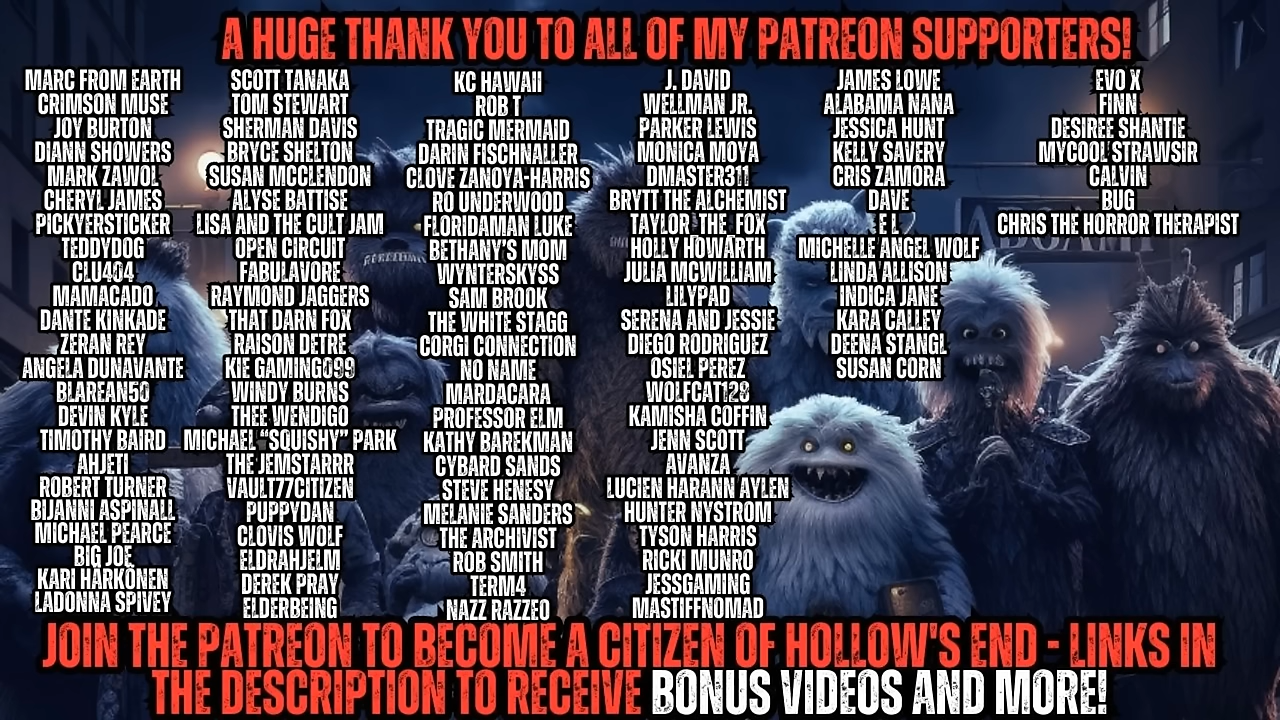 A HUGE THANK YOU TO ALL OF MY PATREON SUPPORTERS!
MARC FROM EARTH
CRIMSON MUSE
JOY BURTON
DIANN SHOWERS
MARK ZAWOL
CHERYL JAMES
PICKYERSTICKER
TEDDYDOG
CLU404
MAMACADO
DANTE KINKADE
ZERAN REY
ANGELA DUNAVANTE
BLAREAN50
DEVIN KYLE
TIMOTHY BAIRD
AHJETI
ROBERT TURNER
BIJANNI ASPINALL
MICHAEL PEARCE
BIG JOE
KARI HÄRKÖNEN
LADONNA SPIVEY
SCOTT TANAKA
TOM STEWART
SHERMAN DAVIS
BRYCE SHELTON
SUSAN MCCLENDON
ALYSE BATTISE
LISA AND THE CULT JAM
OPEN CIRCUIT
FABULAVORE
RAYMOND JAGGERS
THAT DARN FOX
RAISON DETRE
KIE GAMING099
WINDY BURNS
THEE WENDIGO
MICHAEL “SQUISHY” PARK
THE JEMSTARRR
VAULT77CITIZEN
PUPPYDAN
CLOVIS WOLF
ELDRAHJELM
DEREK PRAY
ELDERBEING
KC HAWAII
ROB T
TRAGIC MERMAID
DARIN FISCHNALLER
CLOVE ZANOYA-HARRIS
RO UNDERWOOD
FLORIDAMAN LUKE
BETHANY'S MOM
WYNTERSKYSS
SAM BROOK
THE WHITE STAGG
CORGI CONNECTION
NO NAME
MARDACARA
PROFESSOR ELM
KATHY BAREKMAN
CYBARD SANDS
STEVE HENESY
MELANIE SANDERS
THE ARCHIVIST
ROB SMITH
TERM4
NAZZ RAZZEO
J. DAVID
WELLMAN JR.
PARKER LEWIS
MONICA MOYA
DMASTER311
BRYTT THE ALCHEMIST
TAYLOR_THE_FOX
HOLLY HOWARTH
JULIA MCWILLIAM
LILYPAD
SERENA AND JESSIE
DIEGO RODRIGUEZ
OSIEL PEREZ
WOLFCAT128
KAMISHA COFFIN
JENN SCOTT
AVANZA
LUCIEN HARANN AYLEN
HUNTER NYSTROM
TYSON HARRIS
RICKI MUNRO
JESSGAMING
MASTIFFNOMAD
JAMES LOWE
ALABAMA NANA
JESSICA HUNT
KELLY SAVERY
CRIS ZAMORA
DAVE
E L
MICHELLE ANGEL WOLF
LINDA ALLISON
INDICA JANE
KARA CALLEY
DEENA STANGL
SUSAN CORN
EVO X
FINN
DESIREE SHANTIE
MYCOOL STRAWSIR
CALVIN
BUG
CHRIS THE HORROR THERAPIST
JOIN THE PATREON TO BECOME A CITIZEN OF HOLLOW'S END - LINKS IN
THE DESCRIPTION TO RECEIVE BONUS VIDEOS AND MORE!